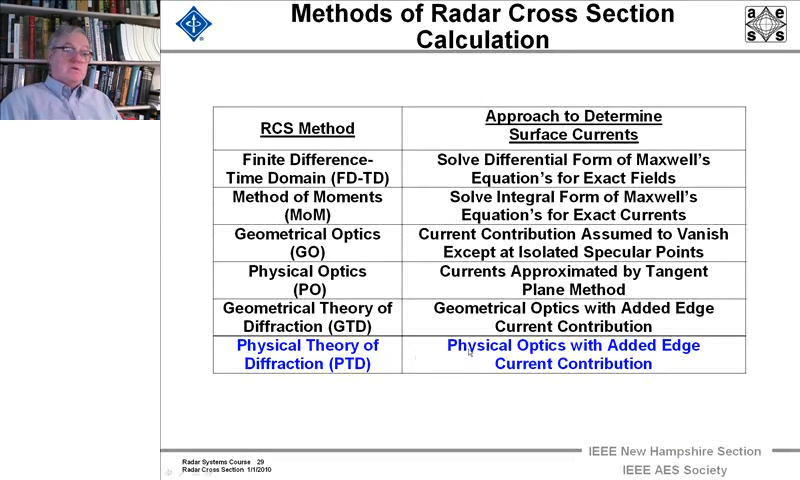 Methods of Radar Cross Section
Calculation
a e
s s
RCS Method
Approach to Determine
Surface Currents
Finite Difference-
Time Domain (FD-TD)
Solve Differential Form of Maxwell's
Equation's for Exact Fields
Method of Moments
(MoM)
Solve Integral Form of Maxwell's
Equation's for Exact Currents
Geometrical Optics
(GO)
Current Contribution Assumed to Vanish
Except at Isolated Specular Points
Physical Optics
(PO)
Currents Approximated by Tangent
Plane Method
Geometrical Theory of
Diffraction (GTD)
Geometrical Optics with Added Edge
Current Contribution
Physical Theory of
Diffraction (PTD)
Physical Optics with Added Edge
Current Contribution
Radar Systems Course 29
Radar Cross Section 1/1/2010
IEEE New Hampshire Section
IEEE AES Society